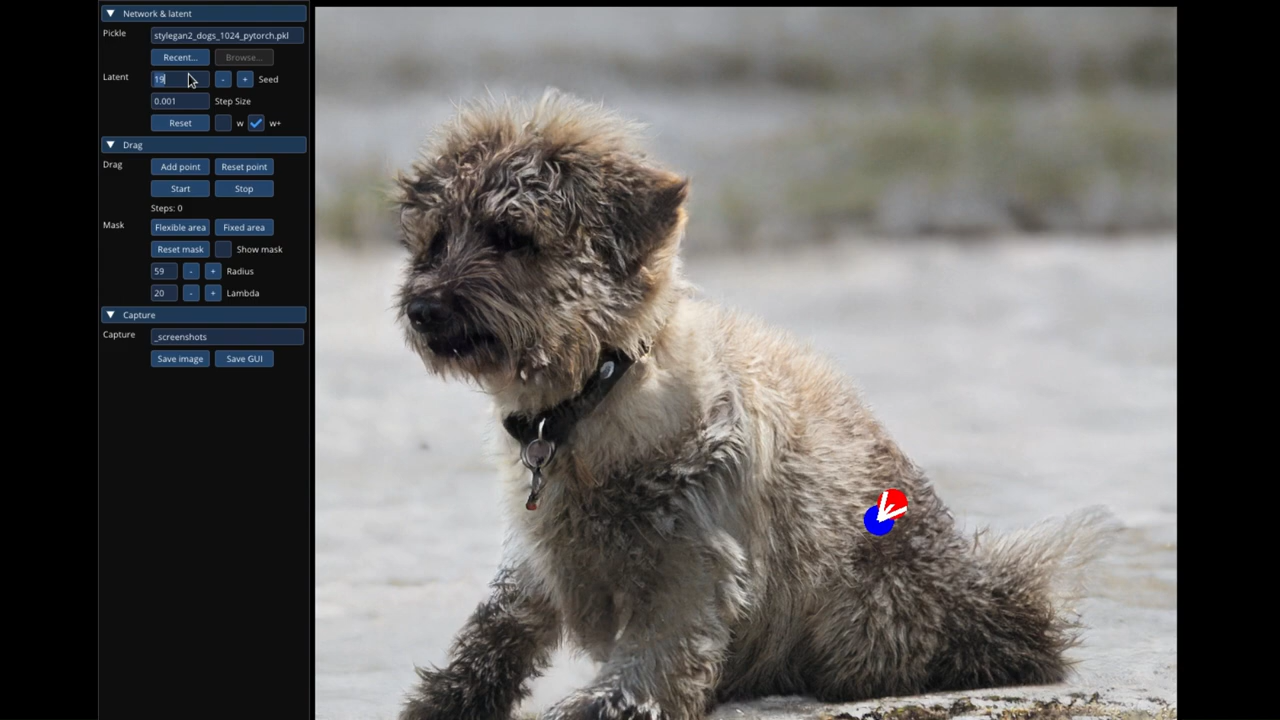 Network & latent
Pickle stylegan2_dogs_1024_pytorch.pkl
Recent... Browse...
Latent 19 - + Seed
0.001 Step Size
Reset w w+
Drag
Drag Add point Reset point
Start Stop
Steps: 0
Mask Flexible area Fixed area
Reset mask Show mask
59 - + Radius
20 - + Lambda
Capture
Capture _screenshots
Save image Save GUI